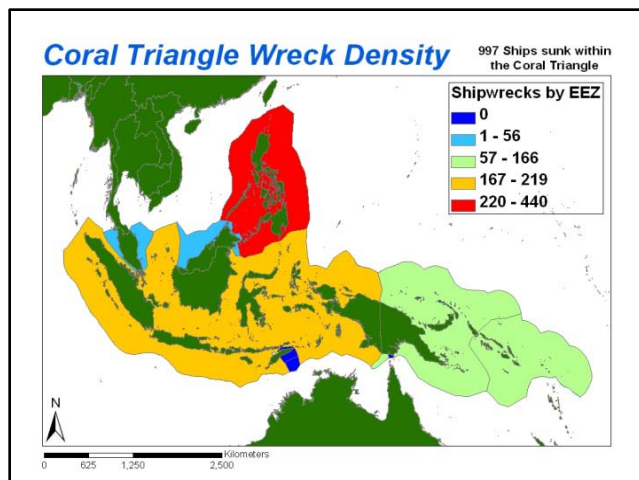 Coral Triangle Wreck Density
997 Ships sunk within
the Coral Triangle
Shipwrecks by EEZ
0
1 - 56
57 - 166
167 - 219
220 - 440
N
Kilometers
0 625 1,250 2,500